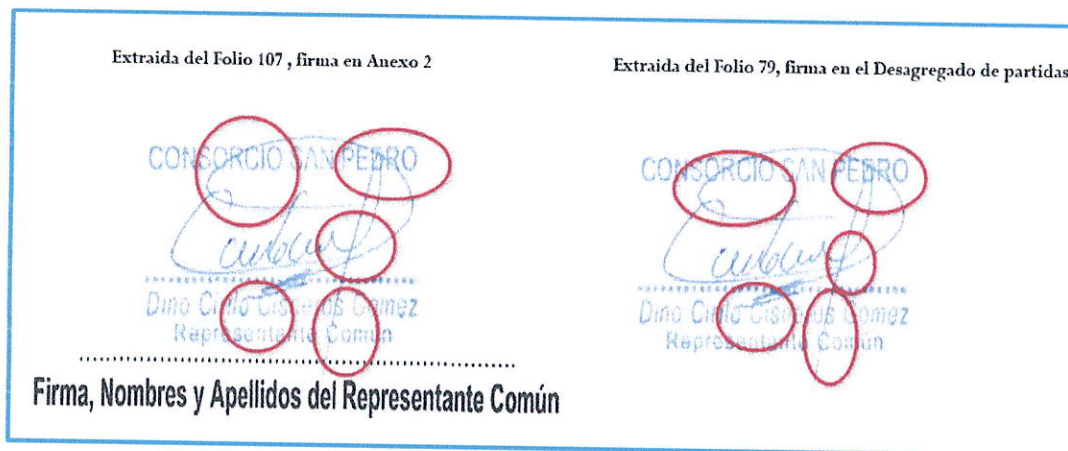 Extraida del Folio 107 , firma en Anexo 2
CONSORCIO SAN PEDRO
Dino Cirilo Cisneros Gomez
Representante Común
Firma, Nombres y Apellidos del Representante Común
Extraida del Folio 79, firma en el Desagregado de partidas
CONSORCIO SAN PEDRO
Dino Cirilo Cisneros Gomez
Representante Común